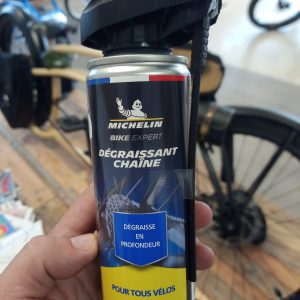 MICHELIN
BIKE EXPERT
DÉGRAISSANT
CHAÎNE
DÉGRAISSE
EN
PROFONDEUR
POUR TOUS VÉLOS